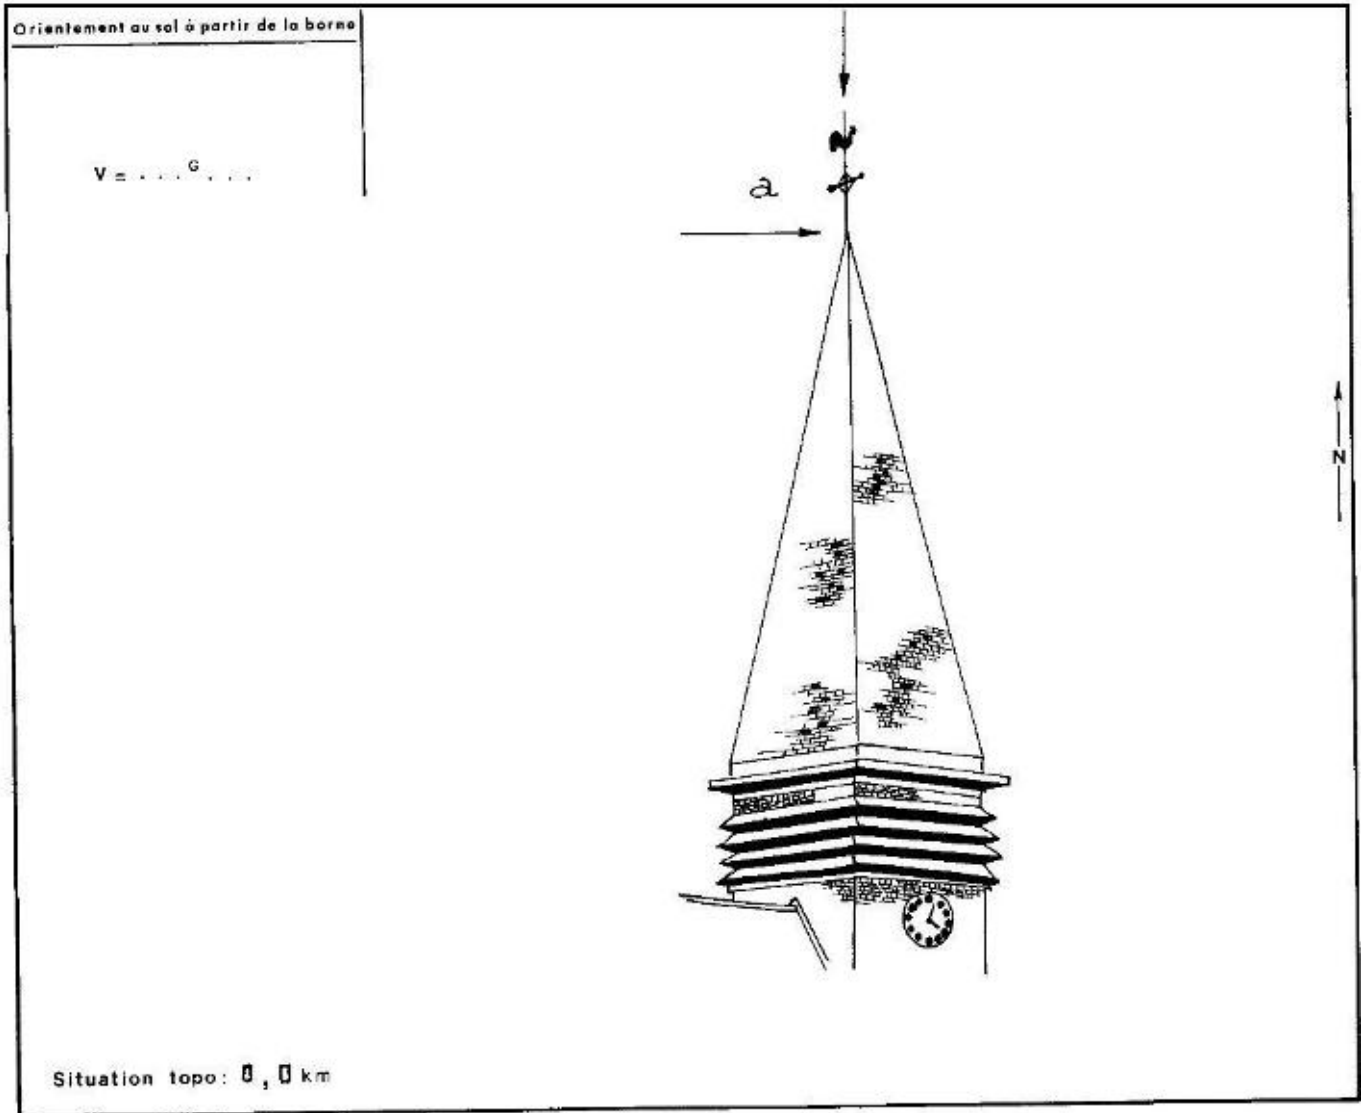 Orientement au sol à partir de la borne
V = . . . G . . .
a
N
Situation topo: 0,0 km